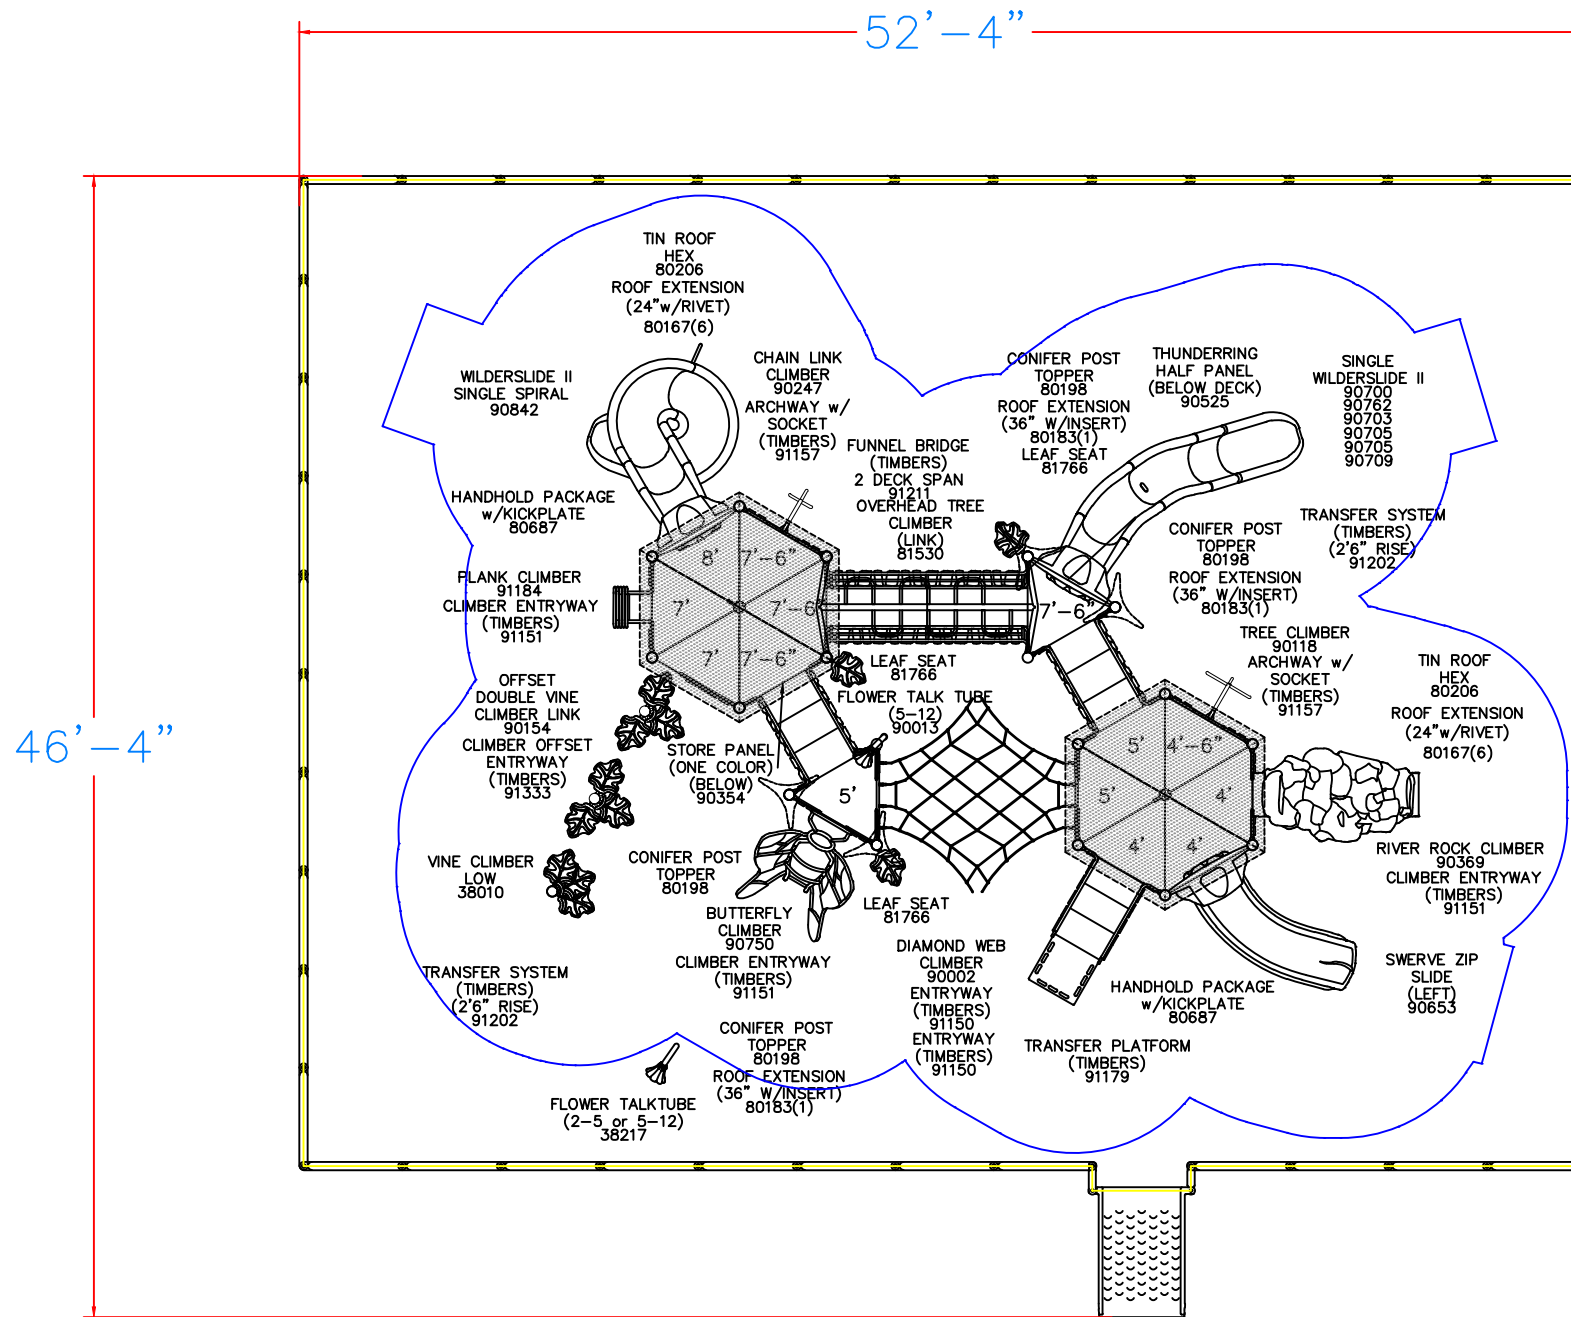 52'-4"
46'-4"
TIN ROOF
HEX
80206
ROOF EXTENSION
(24"w/RIVET)
80167(6)
WILDERSLIDE II
SINGLE SPIRAL
90842
CHAIN LINK
CLIMBER
90247
ARCHWAY w/
SOCKET
(TIMBERS)
91157
FUNNEL BRIDGE
(TIMBERS)
2 DECK SPAN
91211
OVERHEAD TREE
CLIMBER
(LINK)
81530
CONIFER POST
TOPPER
80198
ROOF EXTENSION
(36" W/INSERT)
80183(1)
LEAF SEAT
81766
THUNDERRING
HALF PANEL
(BELOW DECK)
90525
SINGLE
WILDERSLIDE II
90700
90762
90703
90705
90705
90709
HANDHOLD PACKAGE
w/KICKPLATE
80687
TRANSFER SYSTEM
(TIMBERS)
(2'6" RISE)
91202
CONIFER POST
TOPPER
80198
ROOF EXTENSION
(36" W/INSERT)
80183(1)
PLANK CLIMBER
91184
CLIMBER ENTRYWAY
(TIMBERS)
91151
8'
7'-6"
7'
7'-6"
7'
7'-6"
7'-6"
TREE CLIMBER
90118
ARCHWAY w/
SOCKET
(TIMBERS)
91157
TIN ROOF
HEX
80206
ROOF EXTENSION
(24"w/RIVET)
80167(6)
LEAF SEAT
81766
FLOWER TALK TUBE
(5-12)
90013
OFFSET
DOUBLE VINE
CLIMBER LINK
90154
CLIMBER OFFSET
ENTRYWAY
(TIMBERS)
91333
STORE PANEL
(ONE COLOR)
(BELOW)
90354
5'
5'
4'-6"
5'
4'
4'
4'
VINE CLIMBER
LOW
38010
CONIFER POST
TOPPER
80198
RIVER ROCK CLIMBER
90369
CLIMBER ENTRYWAY
(TIMBERS)
91151
BUTTERFLY
CLIMBER
90750
CLIMBER ENTRYWAY
(TIMBERS)
91151
LEAF SEAT
81766
DIAMOND WEB
CLIMBER
90002
ENTRYWAY
(TIMBERS)
91150
ENTRYWAY
(TIMBERS)
91150
TRANSFER SYSTEM
(TIMBERS)
(2'6" RISE)
91202
HANDHOLD PACKAGE
w/KICKPLATE
80687
SWERVE ZIP
SLIDE
(LEFT)
90653
CONIFER POST
TOPPER
80198
ROOF EXTENSION
(36" W/INSERT)
80183(1)
TRANSFER PLATFORM
(TIMBERS)
91179
FLOWER TALKTUBE
(2-5 or 5-12)
38217